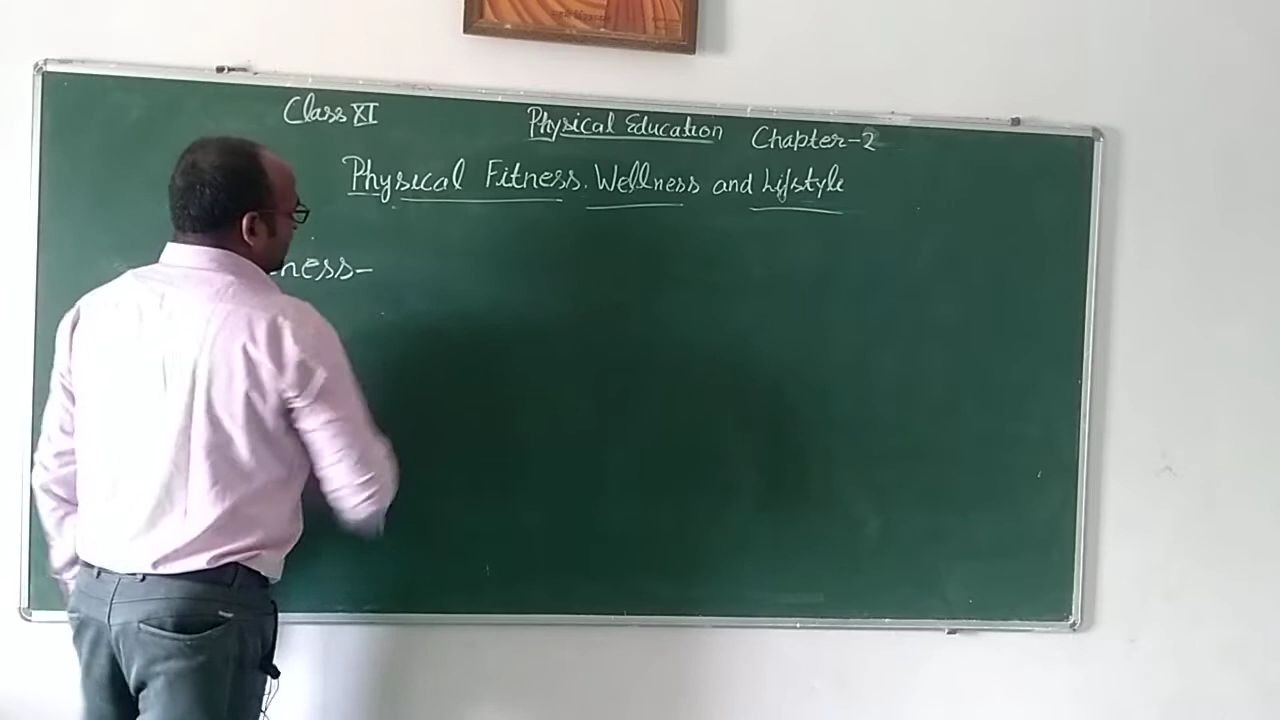 Class XI Physical Education Chapter-2
Physical Fitness. Wellness and Lifstyle
ness-